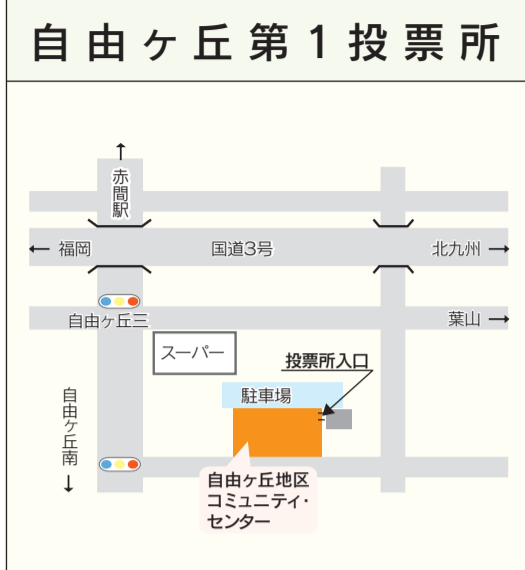 自由ヶ丘第1投票所
↑
赤間駅
← 福岡
国道3号
北九州 →
自由ヶ丘三
葉山 →
スーパー
投票所入口
駐車場
自由ヶ丘南
↓
自由ヶ丘地区
コミュニティ・
センター